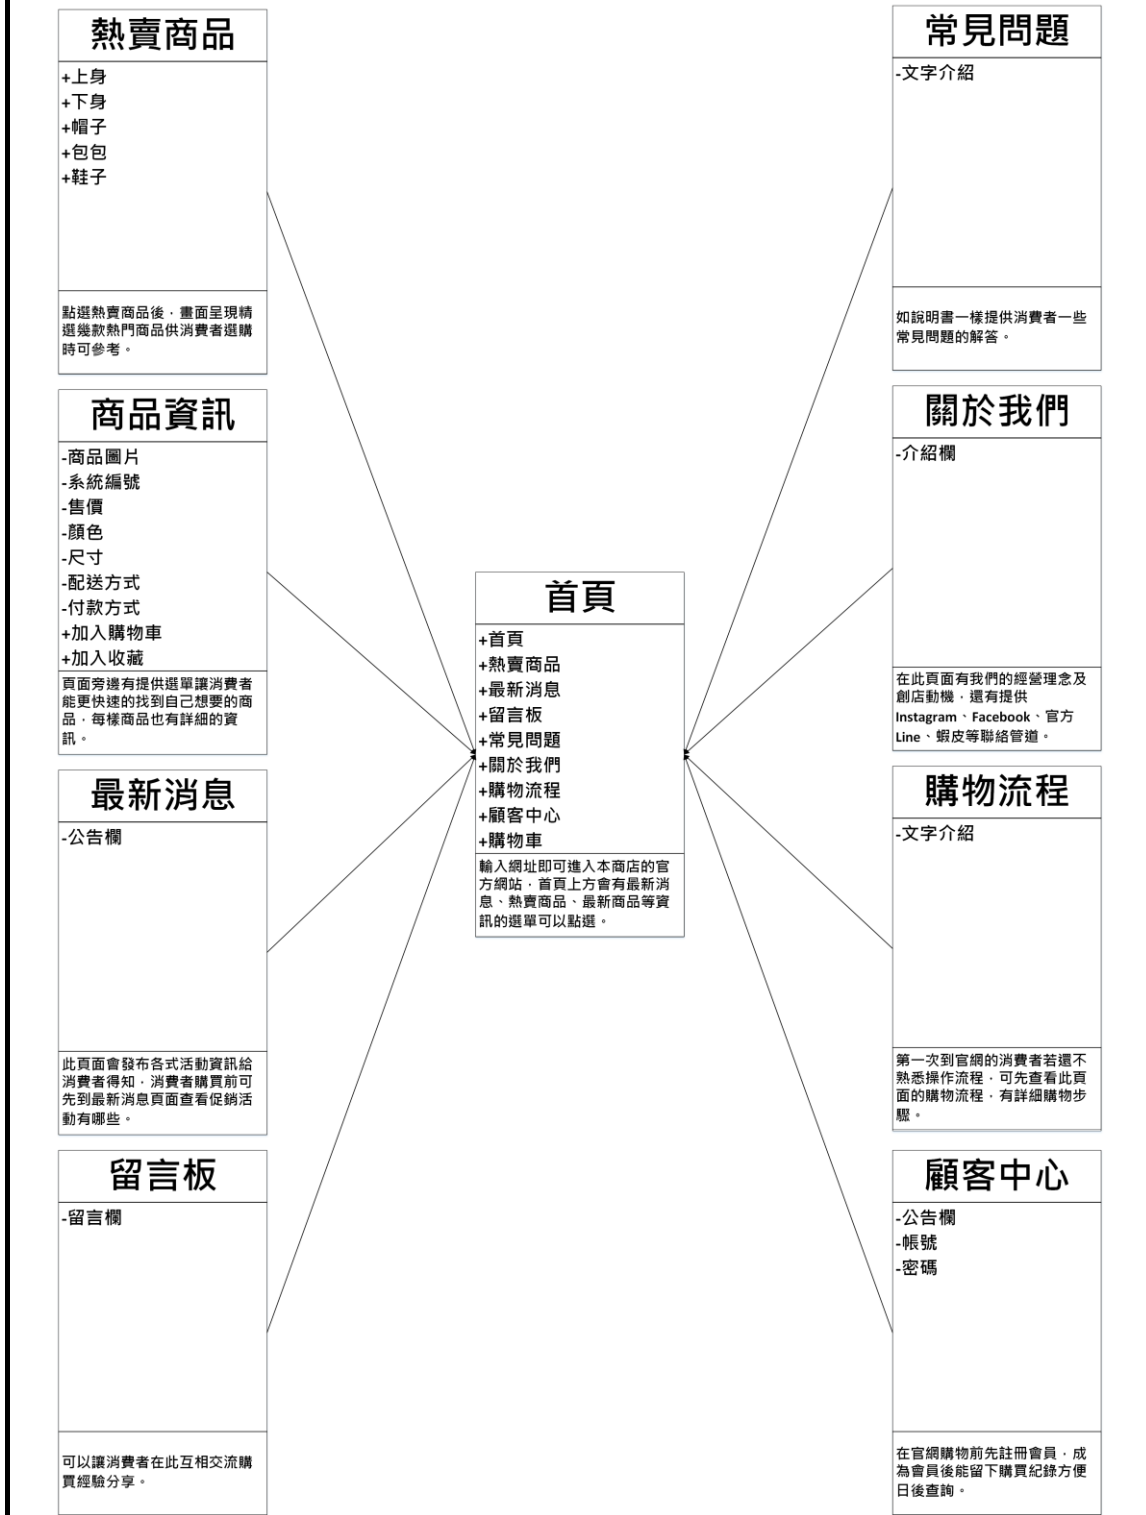 熱賣商品
+上身
+下身
+帽子
+包包
+鞋子
點選熱賣商品後，畫面呈現精
選幾款熱門商品供消費者選購
時可參考。
商品資訊
-商品圖片
-系統編號
-售價
-顏色
-尺寸
-配送方式
-付款方式
+加入購物車
+加入收藏
頁面旁邊有提供選單讓消費者
能更快速的找到自己想要的商
品，每樣商品也有詳細的資
訊。
最新消息
-公告欄
此頁面會發布各式活動資訊給
消費者得知，消費者購買前可
先到最新消息頁面查看促銷活
動有哪些。
留言板
-留言欄
可以讓消費者在此互相交流購
買經驗分享。
首頁
+首頁
+熱賣商品
+最新消息
+留言板
+常見問題
+關於我們
+購物流程
+顧客中心
+購物車
輸入網址即可進入本商店的官
方網站，首頁上方會有最新消
息、熱賣商品、最新商品等資
訊的選單可以點選。
常見問題
-文字介紹
如說明書一樣提供消費者一些
常見問題的解答。
關於我們
-介紹欄
在此頁面有我們的經營理念及
創店動機，還有提供
Instagram、Facebook、官方
Line、蝦皮等聯絡管道。
購物流程
-文字介紹
第一次到官網的消費者若還不
熟悉操作流程，可先查看此頁
面的購物流程，有詳細購物步
驟。
顧客中心
-公告欄
-帳號
-密碼
在官網購物前先註冊會員，成
為會員後能留下購買紀錄方便
日後查詢。